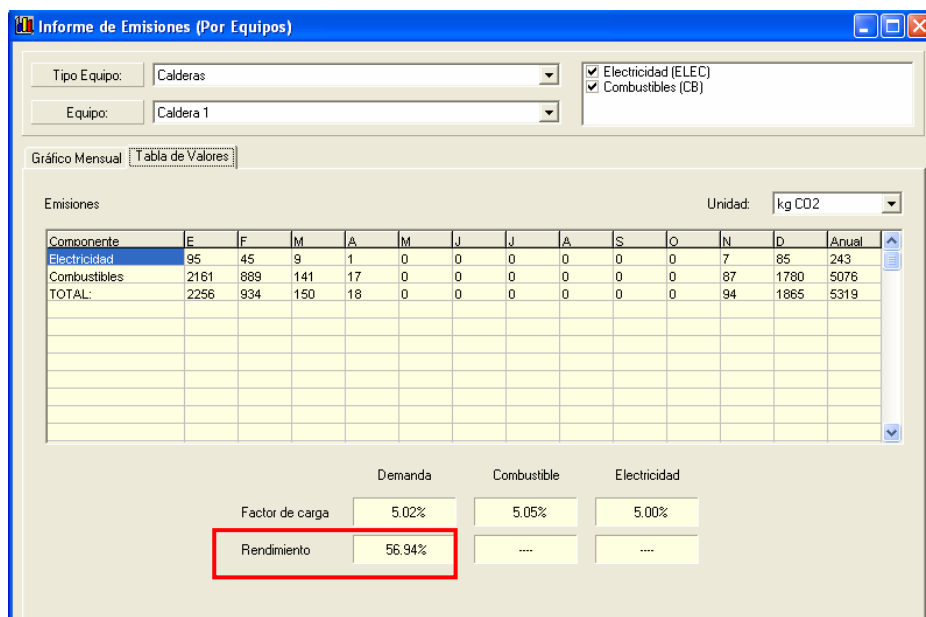 Informe de Emisiones (Por Equipos)
Tipo Equipo: Calderas
Electricidad (ELEC)
Combustibles (CB)
Equipo: Caldera 1
Gráfico Mensual Tabla de Valores
Emisiones Unidad: kg CO2
Componente E F M A M J J A S O N D Anual
Electricidad 95 45 9 1 0 0 0 0 0 0 7 85 243
Combustibles 2161 889 141 17 0 0 0 0 0 0 87 1780 5076
TOTAL: 2256 934 150 18 0 0 0 0 0 0 94 1865 5319
Demanda Combustible Electricidad
Factor de carga 5.02% 5.05% 5.00%
Rendimiento 56.94% ---- ----